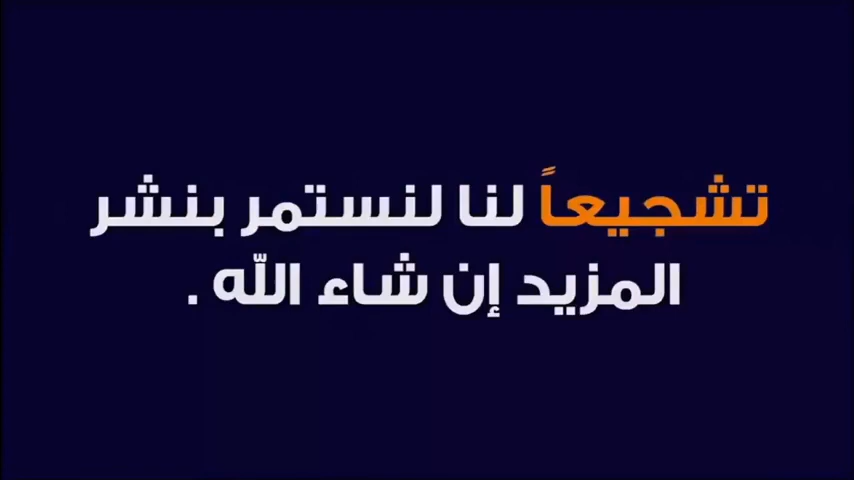 تشجيعاً لنا لنستمر بنشر
المزيد إن شاء الله .